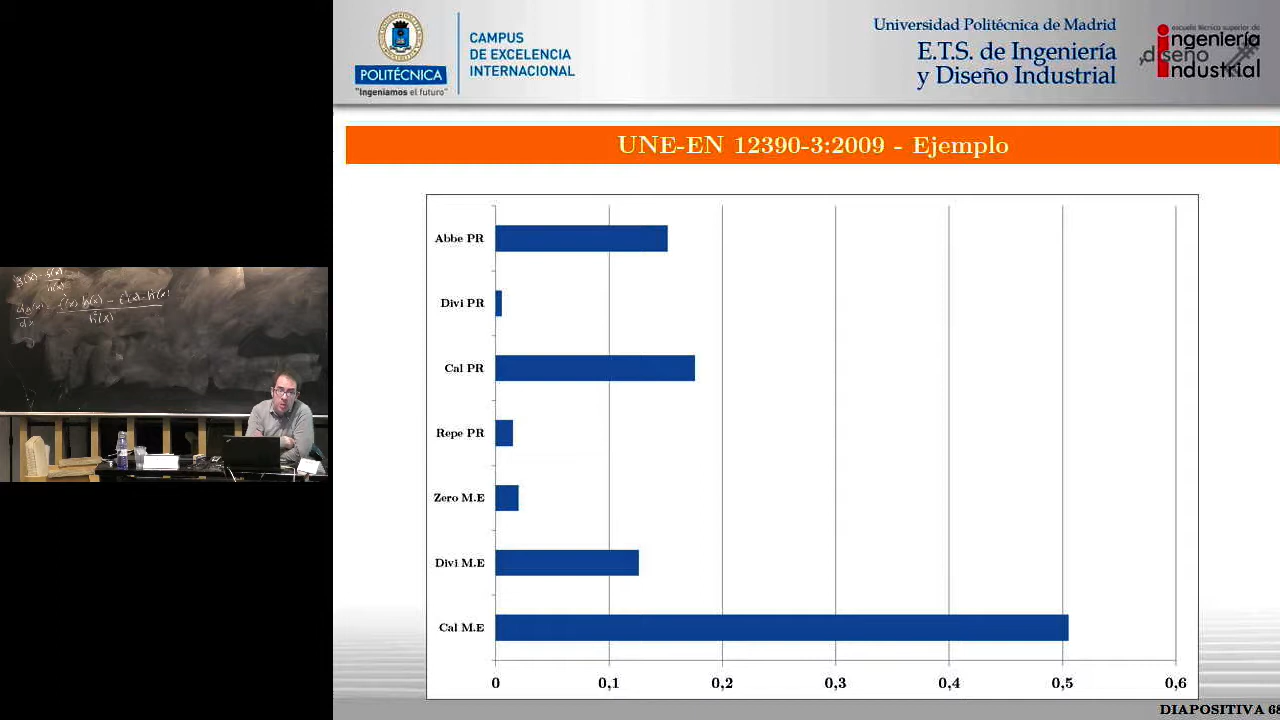 POLITÉCNICA
"Ingeniamos el futuro"
CAMPUS
DE EXCELENCIA
INTERNACIONAL
Universidad Politécnica de Madrid
E.T.S. de Ingeniería
y Diseño Industrial
escuela técnica superior de
ingeniería
y diseño
industrial
UNE-EN 12390-3:2009 - Ejemplo
Abbe PR
Divi PR
Cal PR
Repe PR
Zero M.E
Divi M.E
Cal M.E
0 0,1 0,2 0,3 0,4 0,5 0,6
DIAPOSITIVA 68